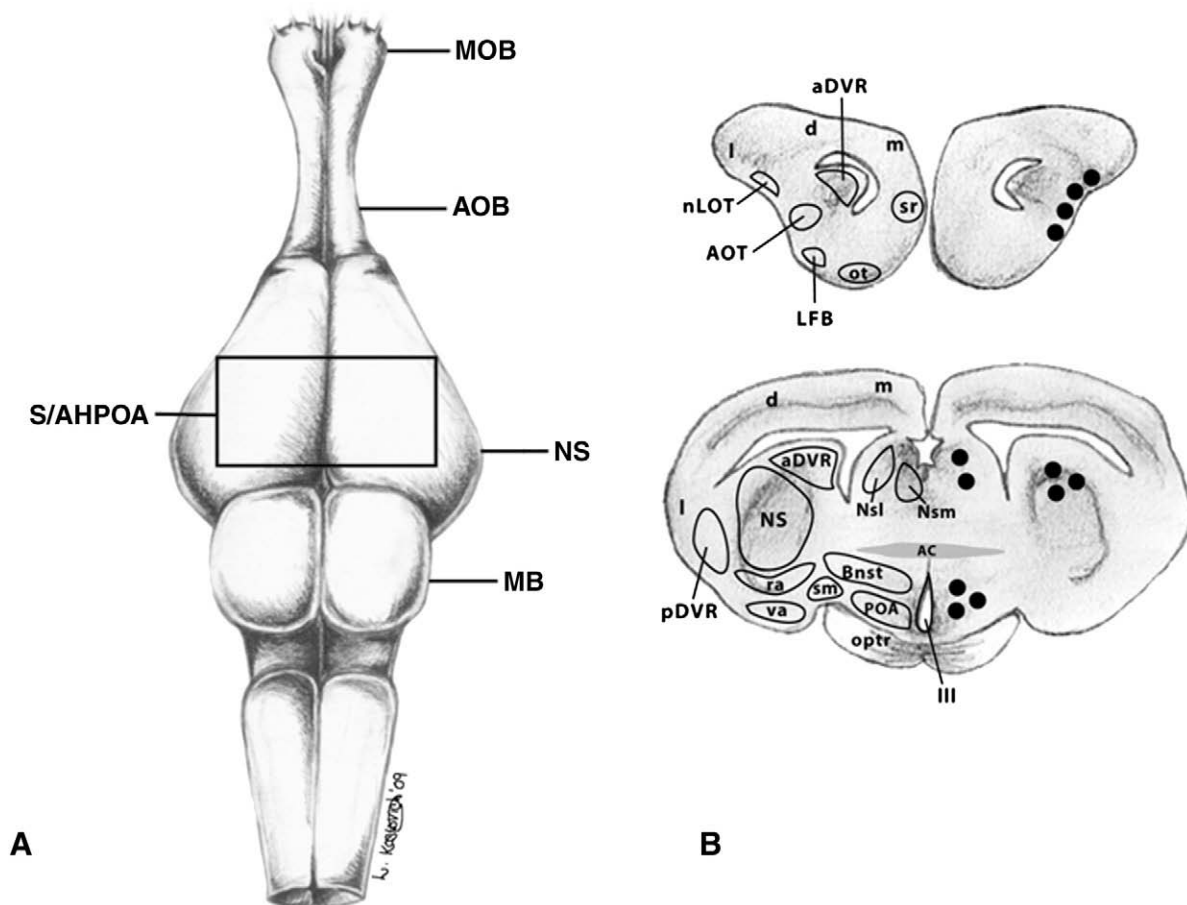 MOB
AOB
S/AHPOA
NS
MB
A
aDVR
d
m
l
nLOT
sr
AOT
ot
LFB
d
m
aDVR
l
NS
Nsl
Nsm
AC
ra
Bnst
sm
pDVR
va
POA
optr
III
B
L. '09